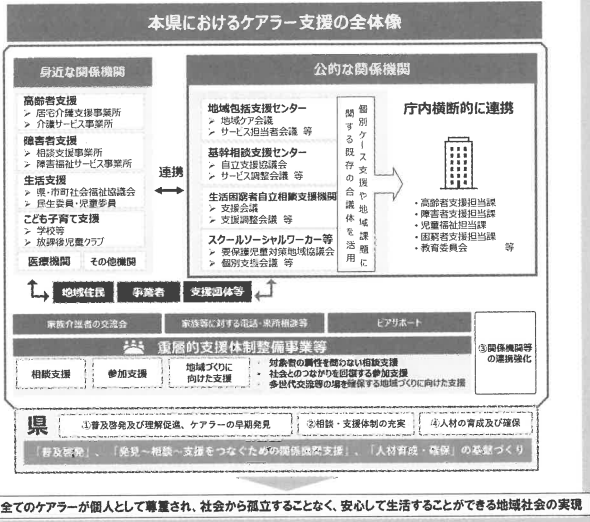 本県におけるケアラー支援の全体像
身近な関係機関
高齢者支援
➢ 居宅介護支援事業所
➢ 介護サービス事業所
障害者支援
➢ 相談支援事業所
➢ 障害福祉サービス事業所
生活支援
➢ 県・市町社会福祉協議会
➢ 民生委員・児童委員
こども子育て支援
➢ 学校等
➢ 放課後児童クラブ
医療機関 その他機関
連携
公的な関係機関
地域包括支援センター
➢ 地域ケア会議
➢ サービス担当者会議 等
基幹相談支援センター
➢ 自立支援協議会
➢ サービス調整会議 等
生活困窮者自立相談支援機関
➢ 支援会議
➢ 支援調整会議 等
スクールソーシャルワーカー等
➢ 要保護児童対策地域協議会
➢ 個別支援会議 等
個別ケース支援や地域課題に
関する既存の会議体を活用
庁内横断的に連携
・高齢者支援担当課
・障害者支援担当課
・児童福祉担当課
・困窮者支援担当課
・教育委員会 等
地域住民 事業者 支援団体等
家族介護者の交流会 家族等に対する電話・来所相談等 ピアサポート
重層的支援体制整備事業等
相談支援 参加支援
地域づくりに
向けた支援
・対象者の属性を問わない相談支援
・社会とのつながりを回復する参加支援
・多世代交流等の場を確保する地域づくりに向けた支援
③関係機関等
の連携強化
県
①普及啓発及び理解促進、ケアラーの早期発見 ②相談・支援体制の充実 ④人材の育成及び確保
「普及啓発」、「発見~相談~支援をつなぐための関係機関支援」、「人材育成・確保」の基盤づくり
全てのケアラーが個人として尊重され、社会から孤立することなく、安心して生活することができる地域社会の実現